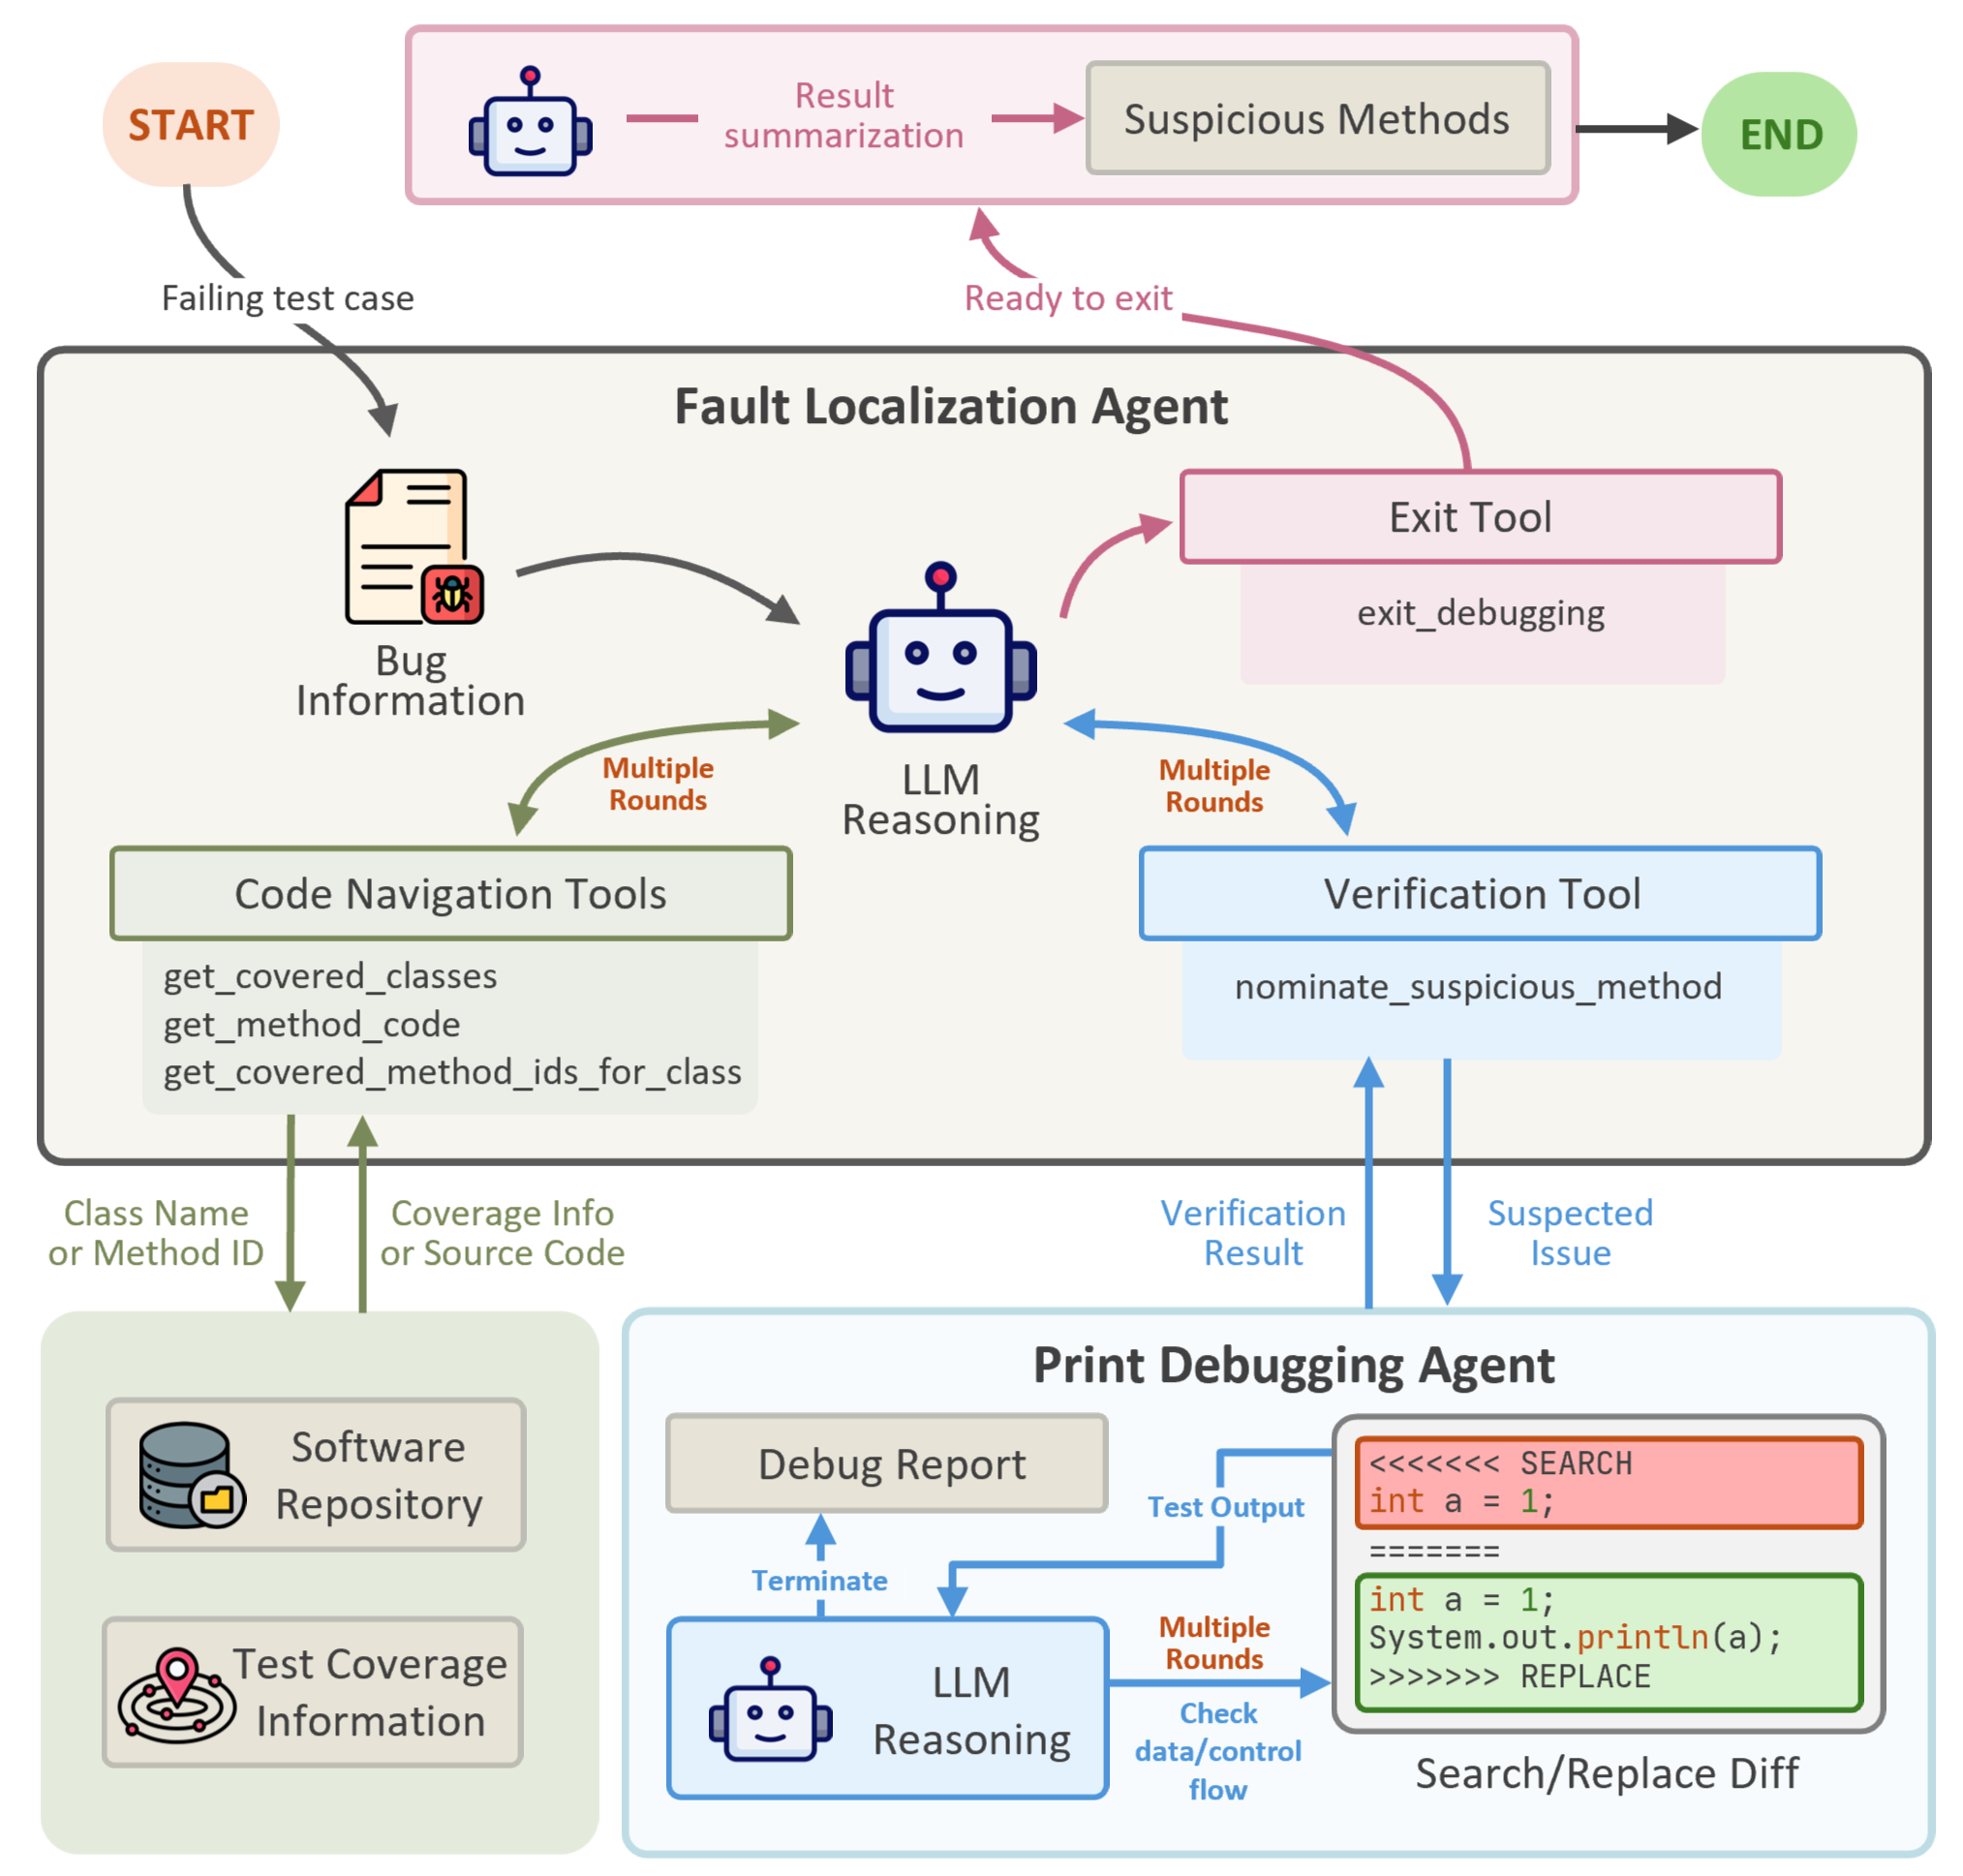 START
Result
summarization
Suspicious Methods
END
Failing test case
Ready to exit
Fault Localization Agent
Bug
Information
LLM
Reasoning
Exit Tool
exit_debugging
Multiple
Rounds
Multiple
Rounds
Code Navigation Tools
get_covered_classes
get_method_code
get_covered_method_ids_for_class
Verification Tool
nominate_suspicious_method
Class Name
or Method ID
Coverage Info
or Source Code
Verification
Result
Suspected
Issue
Software
Repository
Test Coverage
Information
Print Debugging Agent
Debug Report
Terminate
LLM
Reasoning
Test Output
Multiple
Rounds
Check
data/control
flow
<<<<<<< SEARCH
int a = 1;
=======
int a = 1;
System.out.println(a);
>>>>>>> REPLACE
Search/Replace Diff